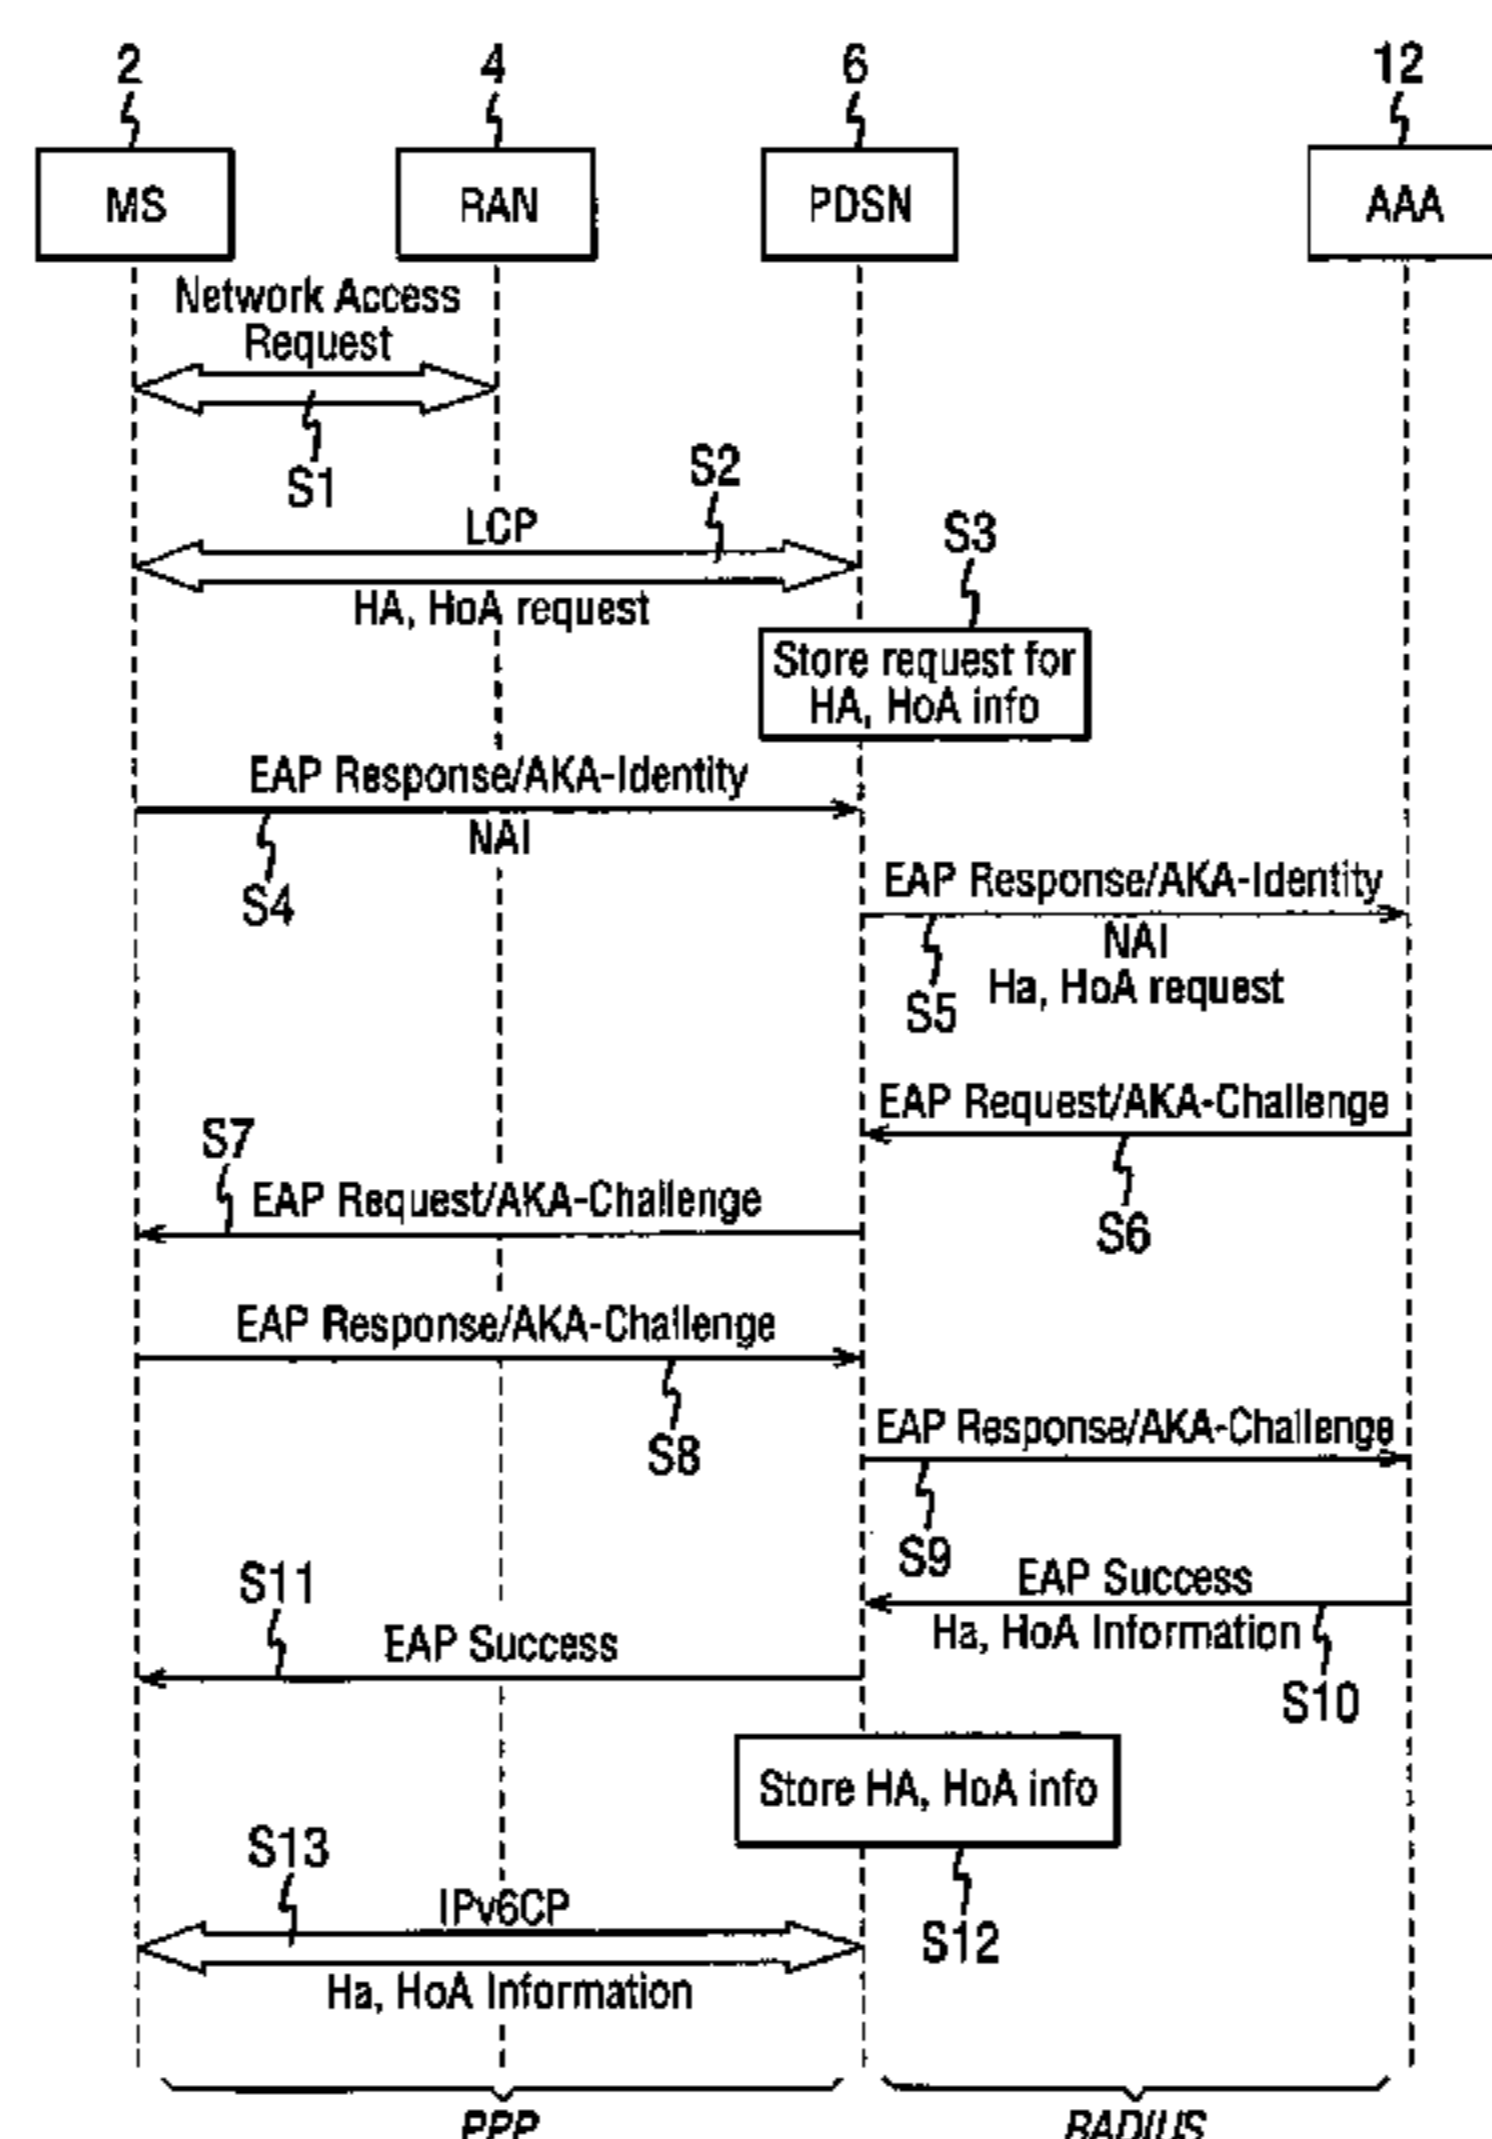 2
4
6
12
MS
RAN
PDSN
AAA
Network Access
Request
S1
S2
LCP
HA, HoA request
S3
Store request for
HA, HoA info
EAP Response/AKA-Identity
NAI
S4
EAP Response/AKA-Identity
NAI
Ha, HoA request
S5
EAP Request/AKA-Challenge
S6
S7
EAP Request/AKA-Challenge
EAP Response/AKA-Challenge
S8
EAP Response/AKA-Challenge
S9
EAP Success
Ha, HoA Information
S10
S11
EAP Success
Store HA, HoA info
S12
S13
IPv6CP
Ha, HoA Information
PPP
RADIUS